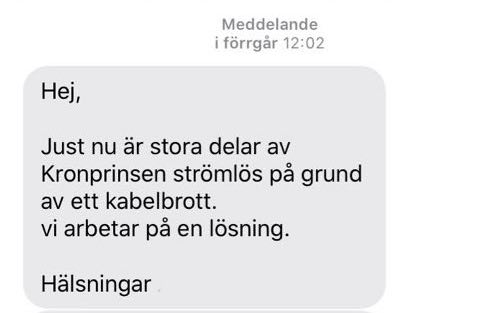 Meddelande
i förrgår 12:02
Hej,
Just nu är stora delar av
Kronprinsen strömlös på grund
av ett kabelbrott.
vi arbetar på en lösning.
Hälsningar